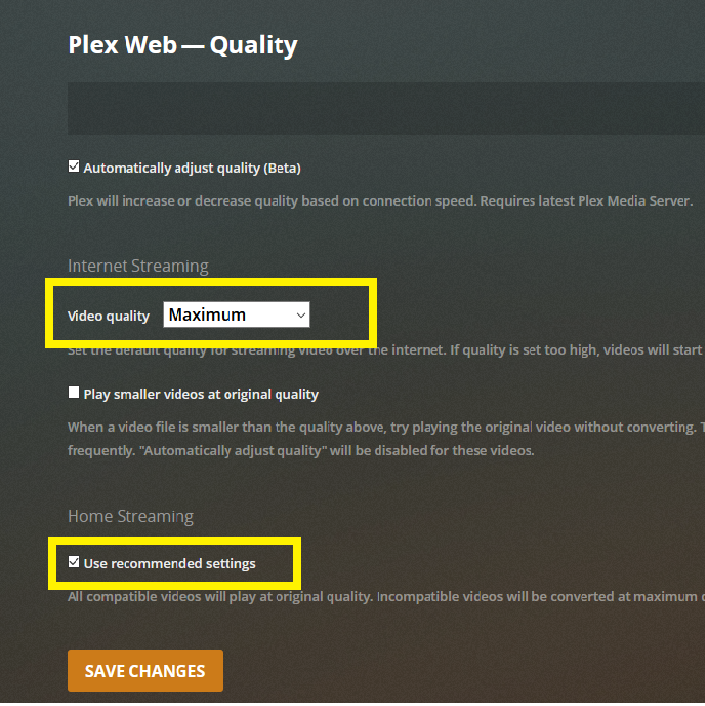 Plex Web — Quality
Automatically adjust quality (Beta)
Plex will increase or decrease quality based on connection speed. Requires latest Plex Media Server.
Internet Streaming
Video quality Maximum
Set the default quality for streaming video over the internet. If quality is set too high, videos will start
Play smaller videos at original quality
When a video file is smaller than the quality above, try playing the original video without converting.
frequently. "Automatically adjust quality" will be disabled for these videos.
Home Streaming
Use recommended settings
All compatible videos will play at original quality. Incompatible videos will be converted at maximum
SAVE CHANGES